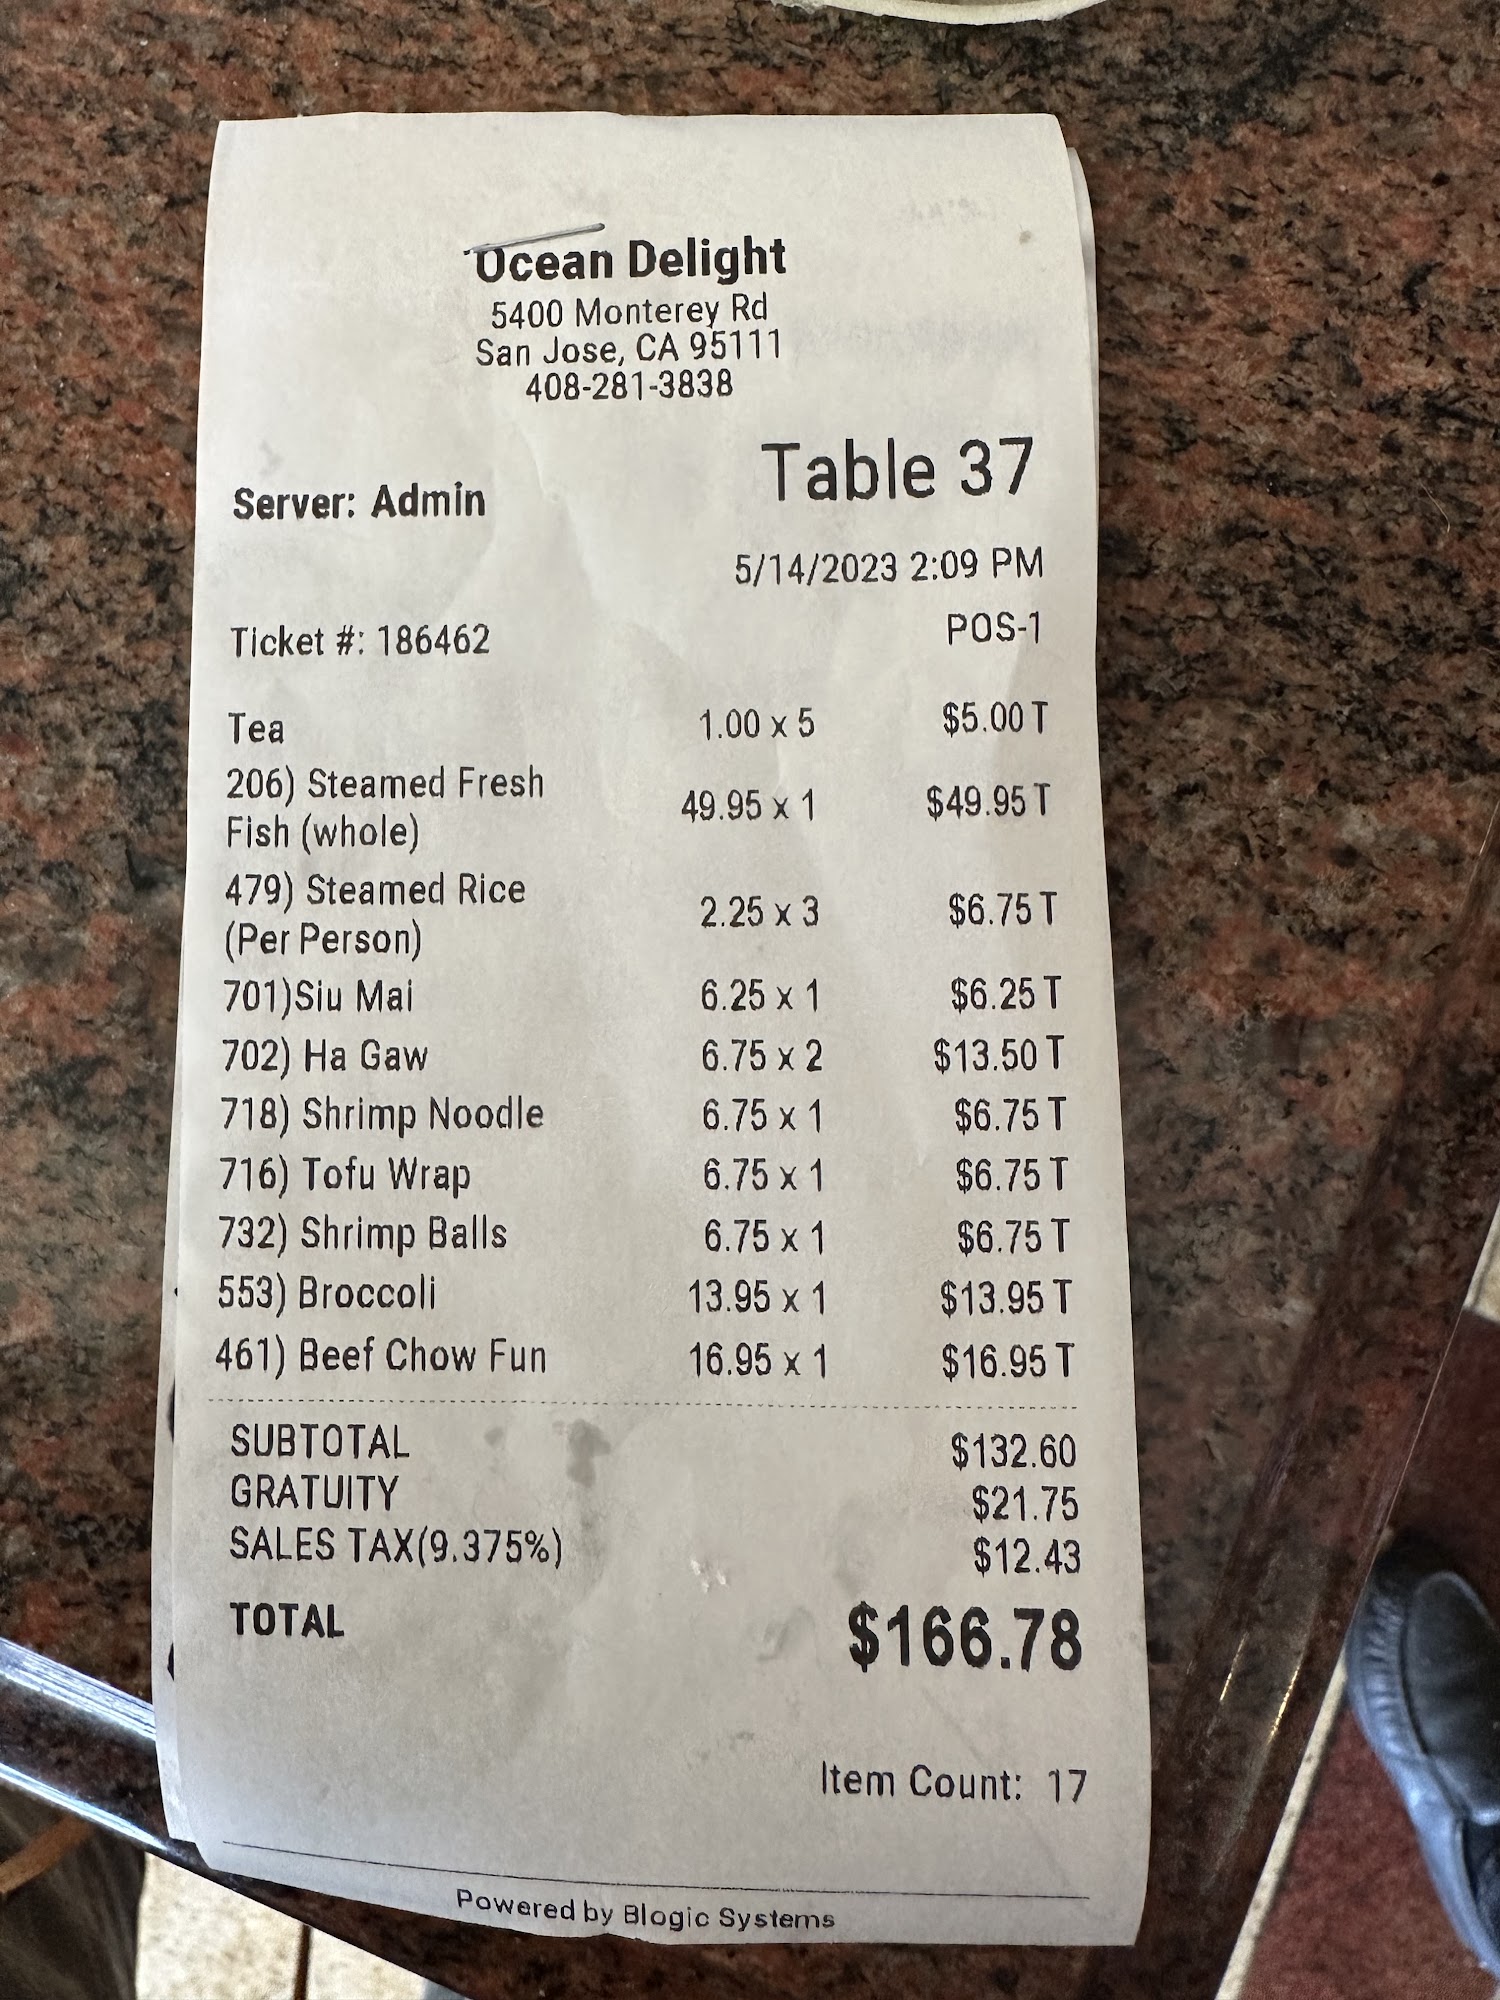 Ocean Delight
5400 Monterey Rd
San Jose, CA 95111
408-281-3838
Table 37
Server: Admin
5/14/2023 2:09 PM
Ticket #: 186462 POS-1
Tea 1.00 x 5 $5.00 T
206) Steamed Fresh
Fish (whole) 49.95 x 1 $49.95 T
479) Steamed Rice
(Per Person) 2.25 x 3 $6.75 T
701)Siu Mai 6.25 x 1 $6.25 T
702) Ha Gaw 6.75 x 2 $13.50 T
718) Shrimp Noodle 6.75 x 1 $6.75 T
716) Tofu Wrap 6.75 x 1 $6.75 T
732) Shrimp Balls 6.75 x 1 $6.75 T
553) Broccoli 13.95 x 1 $13.95 T
461) Beef Chow Fun 16.95 x 1 $16.95 T
SUBTOTAL $132.60
GRATUITY $21.75
SALES TAX(9.375%) $12.43
TOTAL $166.78
Item Count: 17
Powered by Blogic Systems